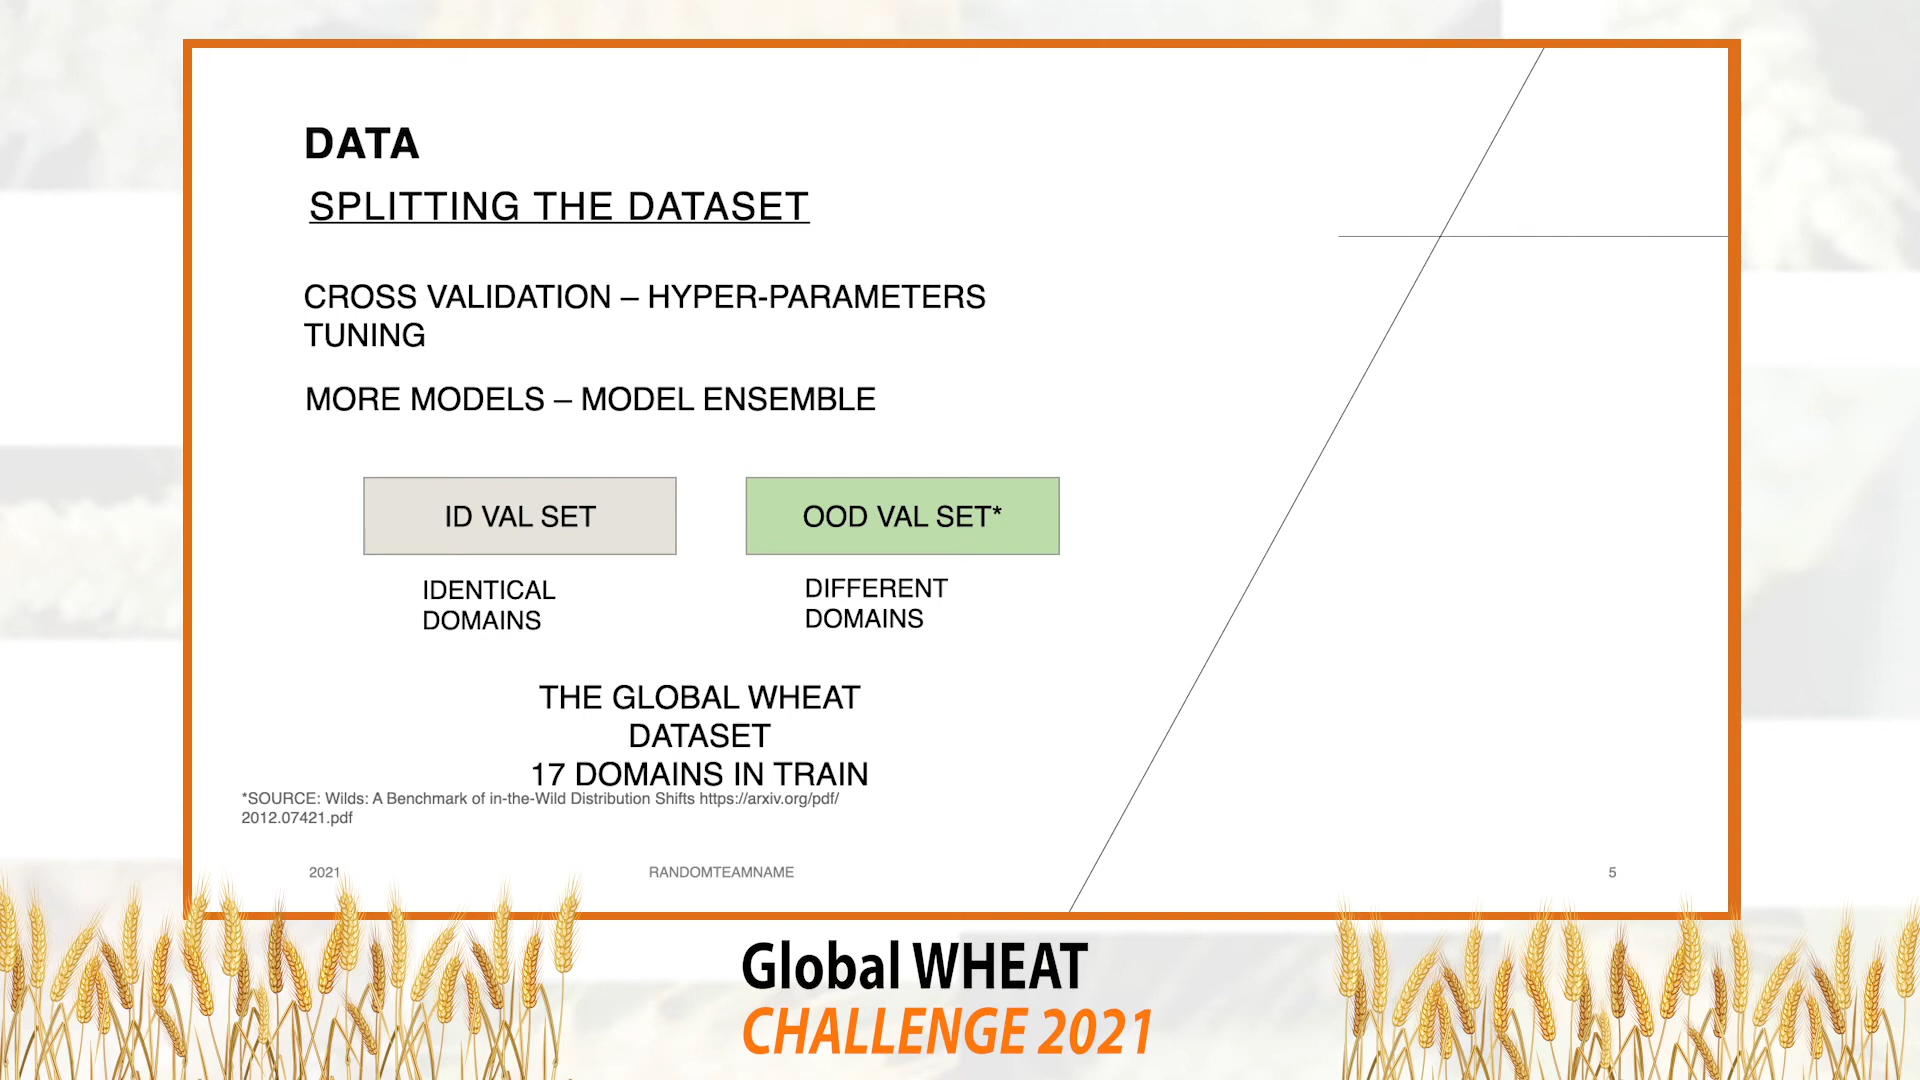 DATA
SPLITTING THE DATASET
CROSS VALIDATION – HYPER-PARAMETERS
TUNING
MORE MODELS – MODEL ENSEMBLE
ID VAL SET
OOD VAL SET*
IDENTICAL
DOMAINS
DIFFERENT
DOMAINS
THE GLOBAL WHEAT
DATASET
17 DOMAINS IN TRAIN
*SOURCE: Wilds: A Benchmark of in-the-Wild Distribution Shifts https://arxiv.org/pdf/
2012.07421.pdf
2021
RANDOMTEAMNAME
5
Global WHEAT
CHALLENGE 2021